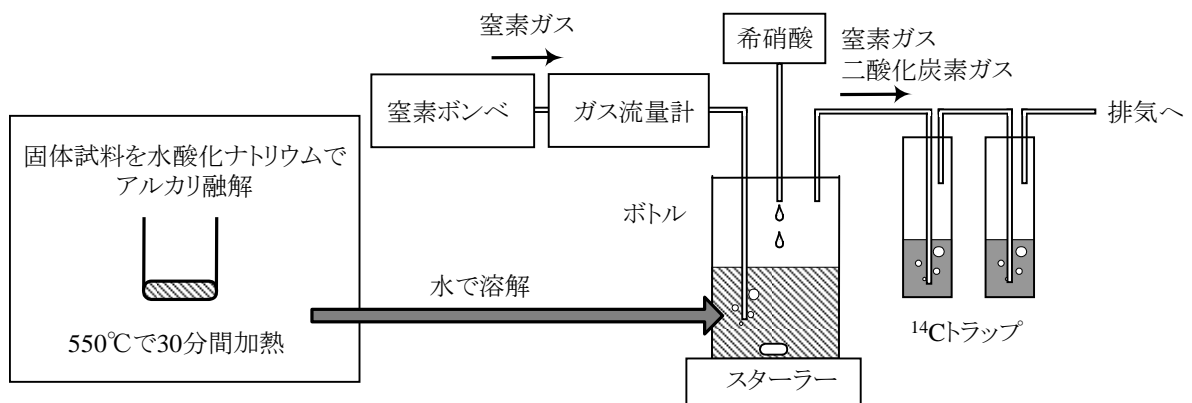 窒素ガス
希硝酸
窒素ガス
二酸化炭素ガス
窒素ボンベ
ガス流量計
排気へ
固体試料を水酸化ナトリウムで
アルカリ融解
ボトル
水で溶解
550℃で30分間加熱
14Cトラップ
スターラー